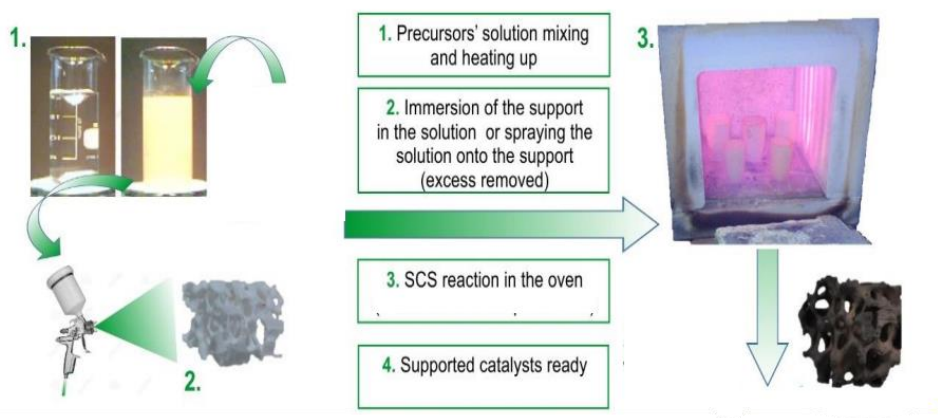 1.
1. Precursors' solution mixing
and heating up
3.
2. Immersion of the support
in the solution or spraying the
solution onto the support
(excess removed)
3. SCS reaction in the oven
2.
4. Supported catalysts ready